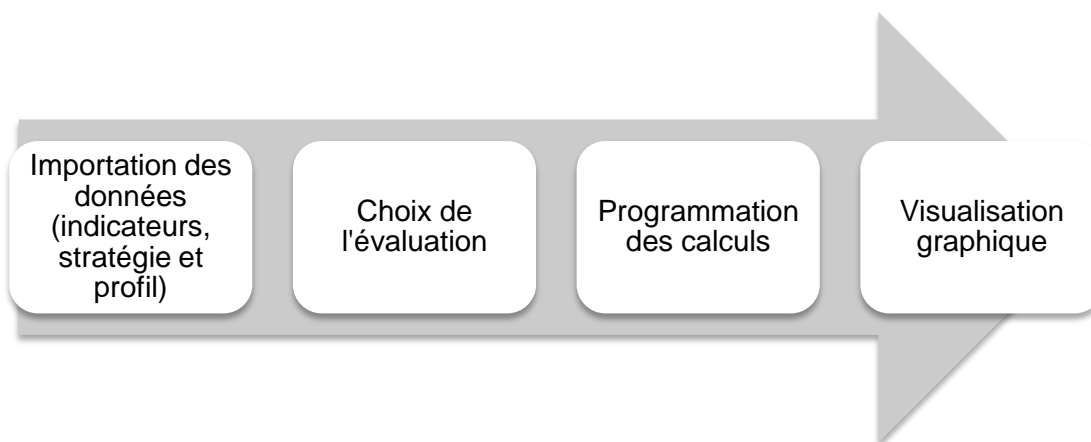 Importation des
données
(indicateurs,
stratégie et
profil)
Choix de
l'évaluation
Programmation
des calculs
Visualisation
graphique